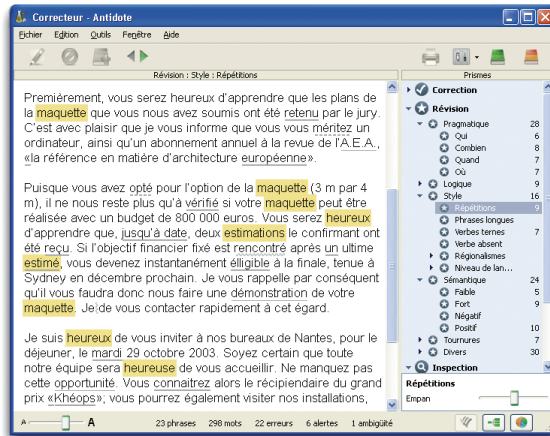 Correcteur - Antidote
Fichier Edition Outils Fenêtre Aide
Révision : Style : Répétitions
Prismes
Premièrement, vous serez heureux d'apprendre que les plans de
la maquette que vous nous avez soumis ont été retenu par le jury.
C'est avec plaisir que je vous informe que vous vous méritez un
ordinateur, ainsi qu'un abonnement annuel à la revue de l'A.E.A.,
«la référence en matière d'architecture européenne».
Puisque vous avez opté pour l'option de la maquette (3 m par 4
m), il ne nous reste plus qu'à vérifié si votre maquette peut être
réalisée avec un budget de 800 000 euros. Vous serez heureux
d'apprendre que, jusqu'à date, deux estimations le confirmant ont
été reçu. Si l'objectif financier fixé est rencontré après un ultime
estimé, vous devenez instantanément élligible à la finale, tenue à
Sydney en décembre prochain. Je vous rappelle par conséquent
qu'il vous faudra donc nous faire une démonstration de votre
maquette. Je de vous contacter rapidement à cet égard.
Je suis heureux de vous inviter à nos bureaux de Nantes, pour le
déjeuner, le mardi 29 octobre 2003. Soyez certain que toute
notre équipe sera heureuse de vous accueillir. Ne manquez pas
cette opportunité. Vous connaitrez alors le récipiendaire du grand
prix «Khéops»; vous pourrez également visiter nos installations,
Correction
Révision
Pragmatique 28
Qui 6
Combien 8
Quand 7
Où 7
Logique 9
Style 16
Répétitions 9
Phrases longues
Verbes ternes 7
Verbe absent
Régionalismes
Niveau de lan...
Sémantique 24
Faible 5
Fort 9
Négatif
Positif 10
Tournures 7
Divers 30
Inspection
Répétitions
Empan
A A 23 phrases 298 mots 22 erreurs 6 alertes 1 ambigüité